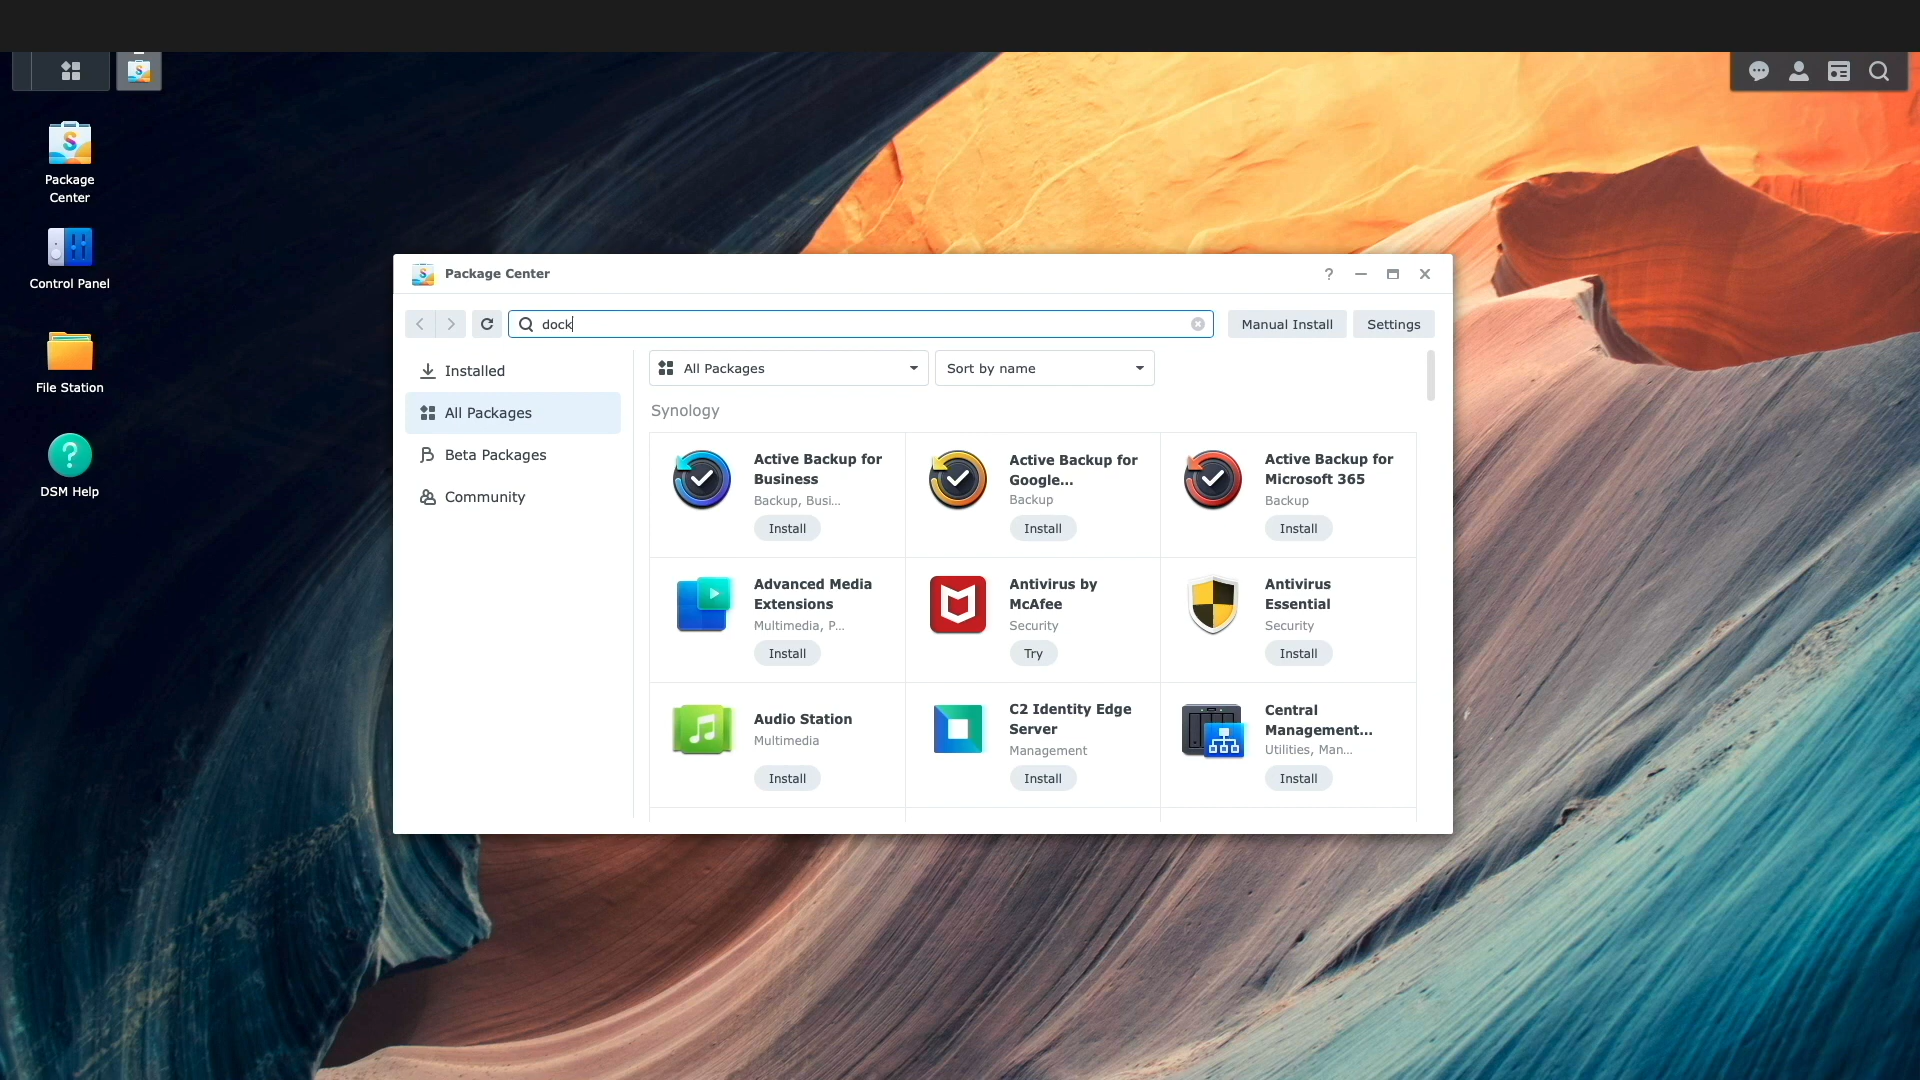 Package
Center
Control Panel
File Station
DSM Help
Package Center
dock
Manual Install
Settings
Installed
All Packages
Beta Packages
Community
All Packages
Sort by name
Synology
Active Backup for
Business
Backup, Busi...
Install
Active Backup for
Google...
Backup
Install
Active Backup for
Microsoft 365
Backup
Install
Advanced Media
Extensions
Multimedia, P...
Install
Antivirus by
McAfee
Security
Try
Antivirus
Essential
Security
Install
Audio Station
Multimedia
Install
C2 Identity Edge
Server
Management
Install
Central
Management...
Utilities, Man...
Install